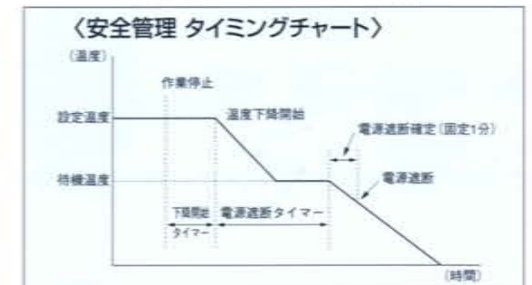 〈安全管理 タイミングチャート〉
(温度)
作業停止
設定温度
温度下降開始
電源遮断確定(固定1分)
待機温度
電源遮断
下降開始
タイマー
電源遮断タイマー
(時間)